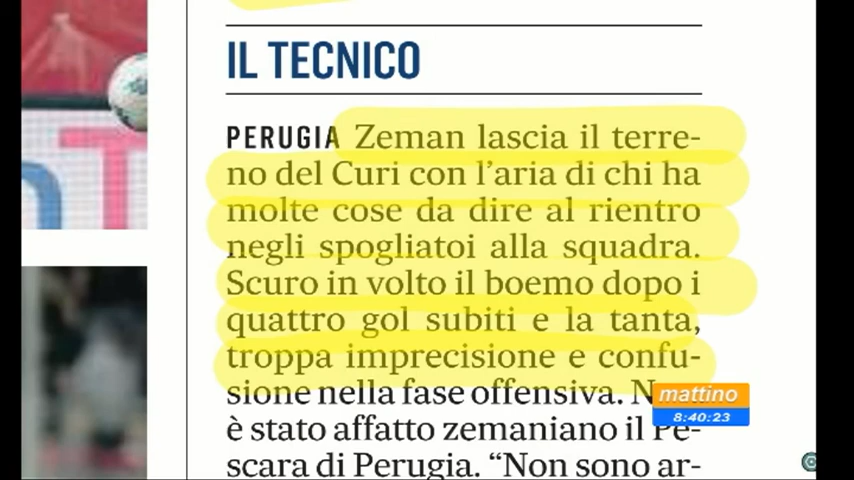 IL TECNICO
PERUGIA Zeman lascia il terre-
no del Curi con l'aria di chi ha
molte cose da dire al rientro
negli spogliatoi alla squadra.
Scuro in volto il boemo dopo i
quattro gol subiti e la tanta,
troppa imprecisione e confu-
sione nella fase offensiva.
mattino
8:40:23
è stato affatto zemaniano il Pe-
scara di Perugia. “Non sono ar-